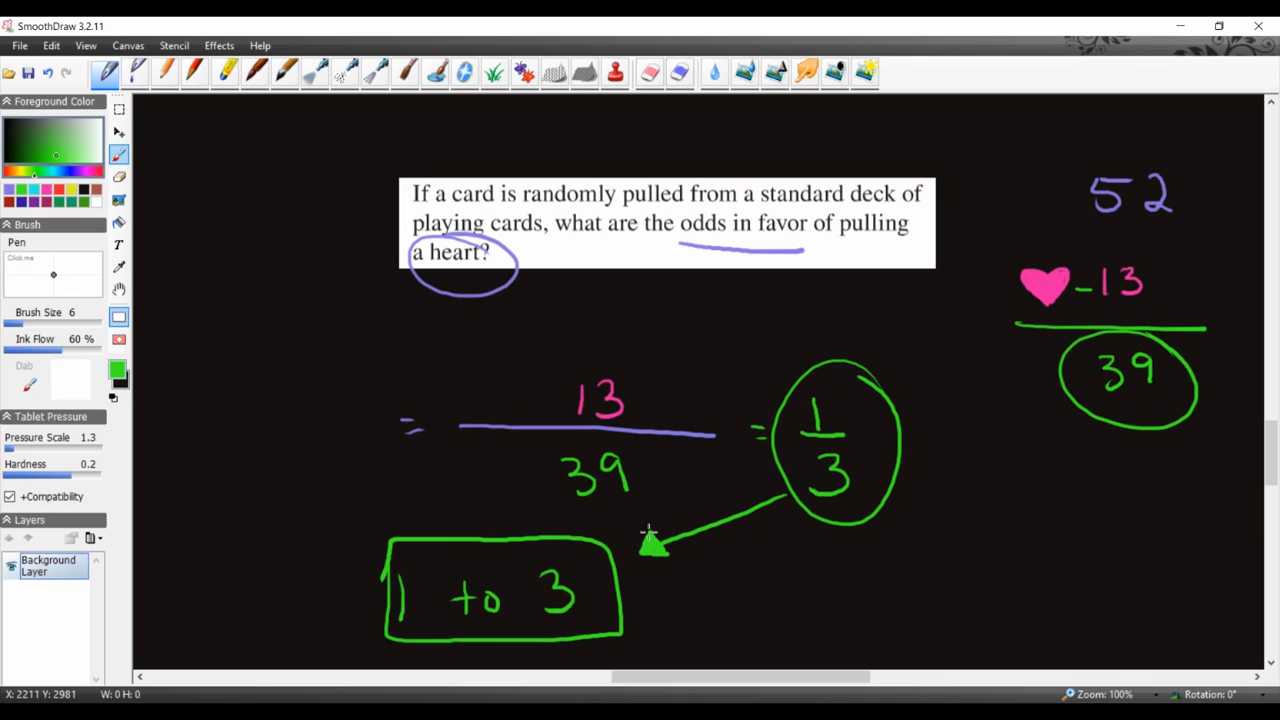 SmoothDraw 3.2.11
File Edit View Canvas Stencil Effects Help
Foreground Color
Brush
Pen
Click me
Brush Size 6
Ink Flow 60 %
Dab
Tablet Pressure
Pressure Scale 1.3
Hardness 0.2
+Compatibility
Layers
Background
Layer
If a card is randomly pulled from a standard deck of
playing cards, what are the odds in favor of pulling
a heart?
52
-13
39
= 13 = 1
39 3
1 to 3
X: 2211 Y: 2981 W: 0 H: 0 Zoom: 100% Rotation: 0°